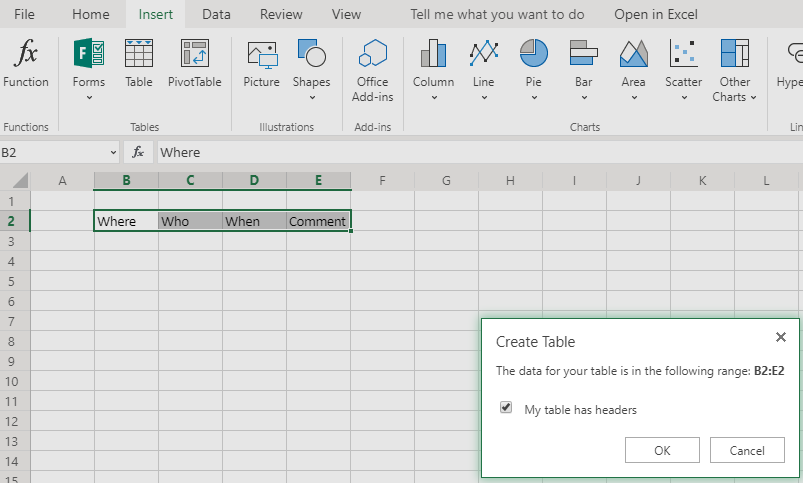 File Home Insert Data Review View Tell me what you want to do Open in Excel
fx Function Forms Table PivotTable Picture Shapes Office Add-ins Column Line Pie Bar Area Scatter Other Charts Hype
Functions Tables Illustrations Add-ins Charts Lin
B2 fx Where
A B C D E F G H I J K L
1
2 Where Who When Comment
3
4
5
6
7
8 Create Table
9
10 The data for your table is in the following range: B2:E2
11
12 My table has headers
13
14 OK Cancel
15